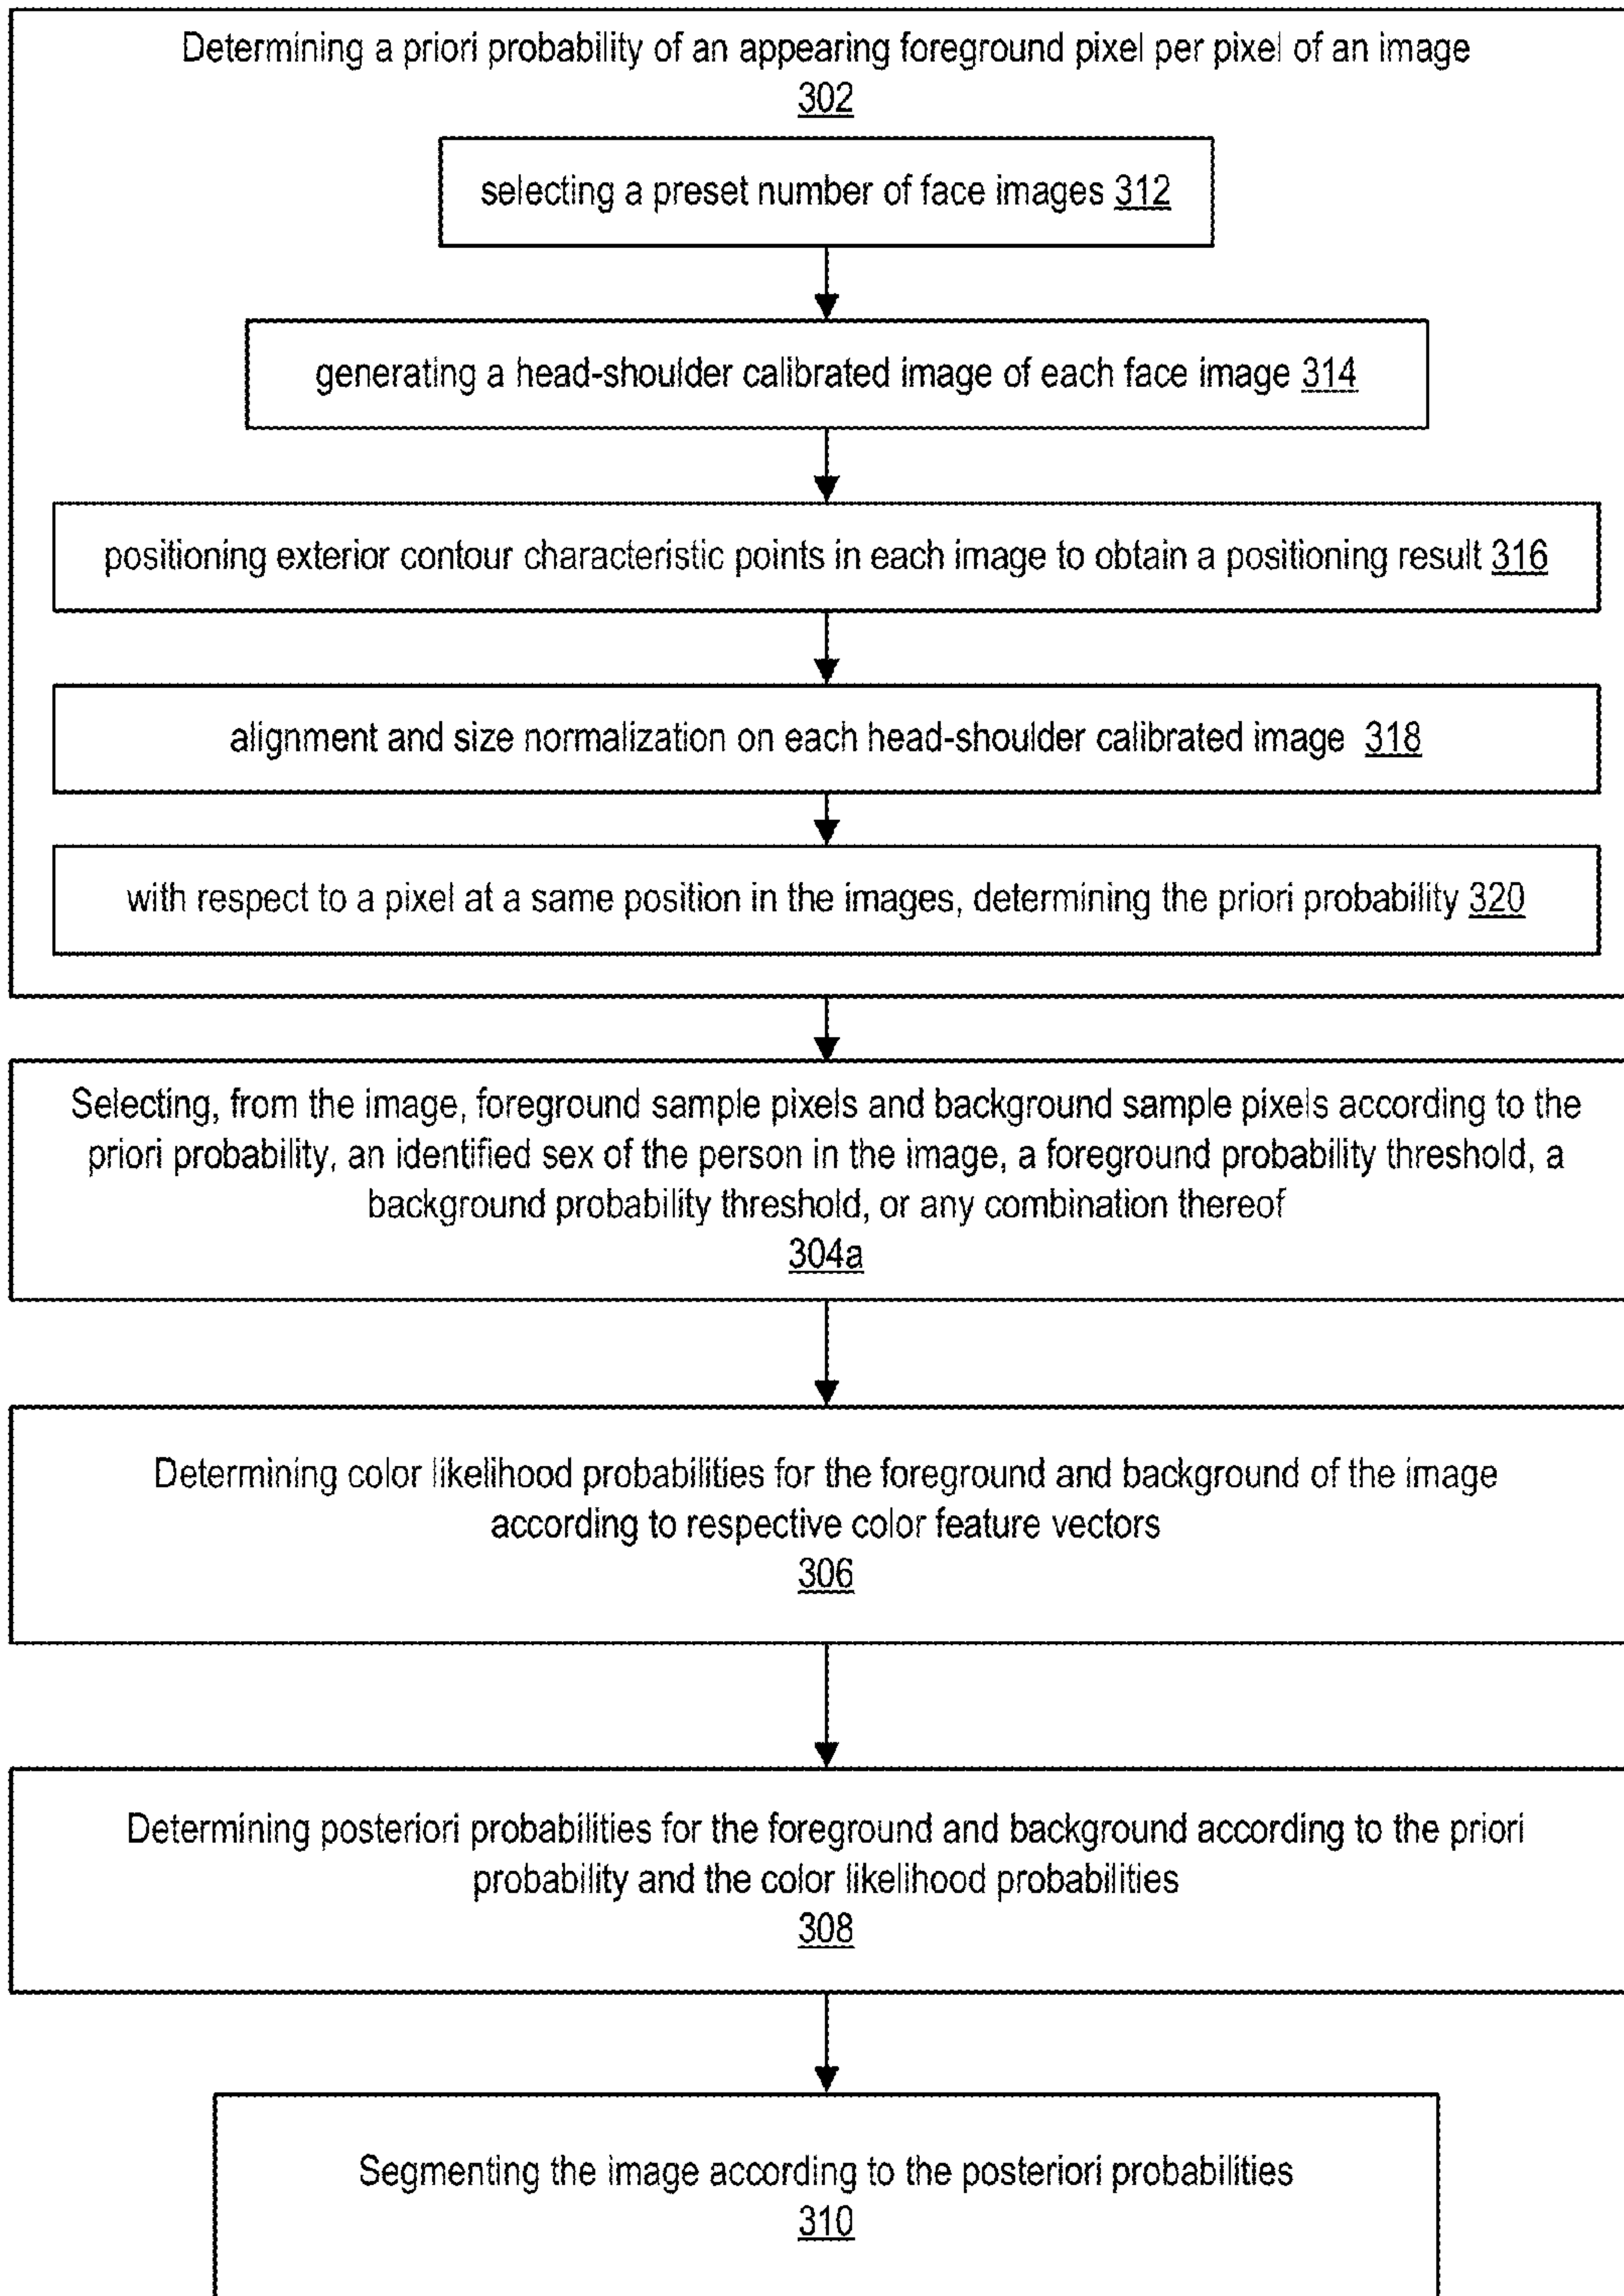 Determining a priori probability of an appearing foreground pixel per pixel of an image
302
selecting a preset number of face images 312
generating a head-shoulder calibrated image of each face image 314
positioning exterior contour characteristic points in each image to obtain a positioning result 316
alignment and size normalization on each head-shoulder calibrated image 318
with respect to a pixel at a same position in the images, determining the priori probability 320
Selecting, from the image, foreground sample pixels and background sample pixels according to the
priori probability, an identified sex of the person in the image, a foreground probability threshold, a
background probability threshold, or any combination thereof
304a
Determining color likelihood probabilities for the foreground and background of the image
according to respective color feature vectors
306
Determining posteriori probabilities for the foreground and background according to the priori
probability and the color likelihood probabilities
308
Segmenting the image according to the posteriori probabilities
310